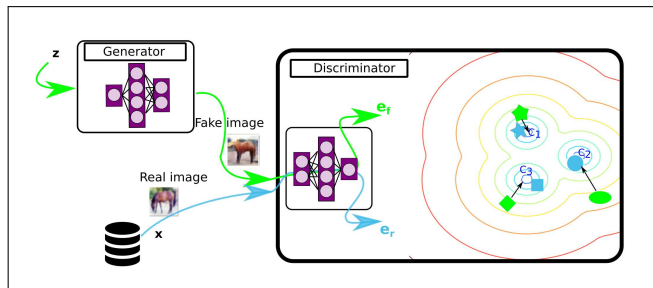 z
Generator
Discriminator
e_f
Fake image
C_1
C_2
Real image
C_3
x
e_r